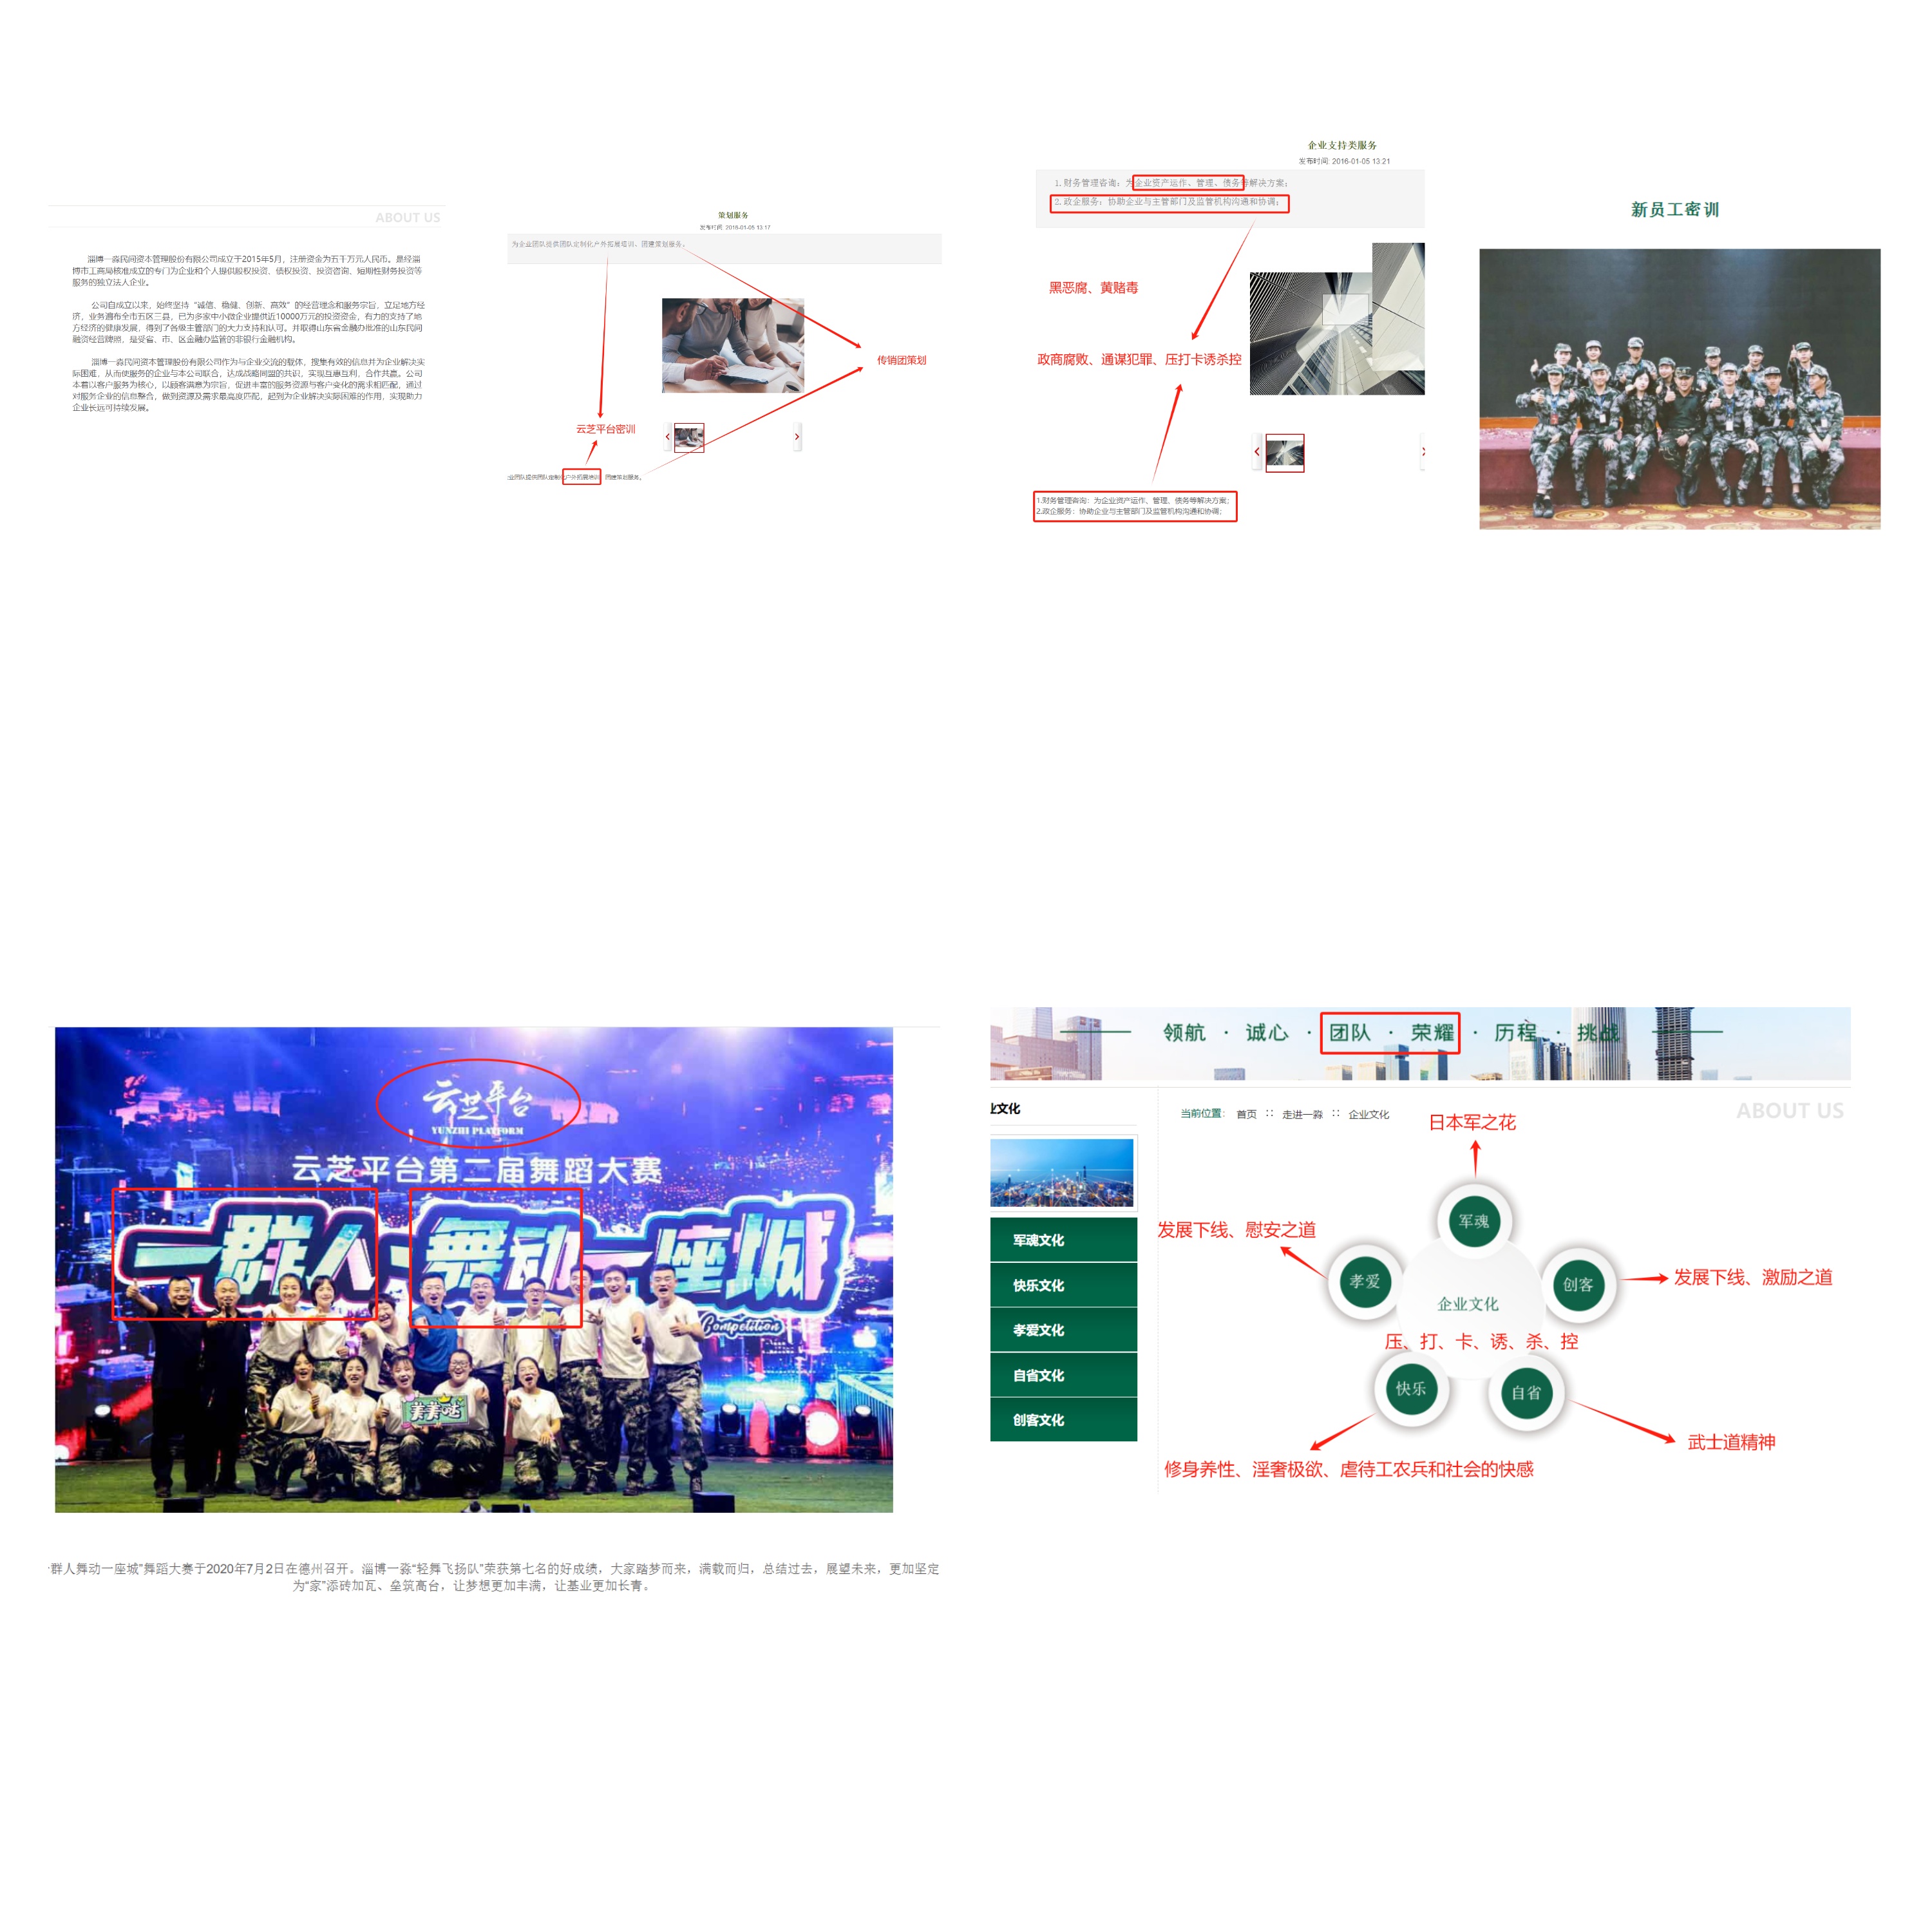 ABOUT US
淄博一淼民间资本管理股份有限公司成立于2015年5月，注册资金为五千万元人民币。是经淄
博市工商局核准成立的专门为企业和个人提供股权投资、债权投资、投资咨询、短期性财务投资等
服务的独立法人企业。
公司自成立以来，始终坚持“诚信、稳健、创新、高效”的经营理念和服务宗旨，立足地方经
济，业务遍布全市五区三县，已为多家中小微企业提供近10000万元的投资资金，有力的支持了地
方经济的健康发展，得到了各级主管部门的大力支持和认可。并取得山东省金融办批准的山东民间
融资经营牌照，是受省、市、区金融办监管的非银行金融机构。
淄博一淼民间资本管理股份有限公司作为与企业交流的载体，搜集有效的信息并为企业解决实
际困难，从而使服务的企业与本公司联合，达成战略同盟的共识，实现互惠互利，合作共赢。公司
本着以客户服务为核心，以顾客满意为宗旨，促进丰富的服务资源与客户变化的需求相匹配，通过
对服务企业的信息整合，做到资源及需求最高度匹配，起到为企业解决实际困难的作用，实现助力
企业长远可持续发展。
策划服务
发布时间: 2016-01-05 13:17
为企业团队提供团队定制化户外拓展培训、团建策划服务。
传销团策划
云芝平台密训
业团队提供团队定制化户外拓展培训、团建策划服务。
企业支持类服务
发布时间: 2016-01-05 13:21
1. 财务管理咨询：为企业资产运作、管理、债务等解决方案；
2. 政企服务：协助企业与主管部门及监管机构沟通和协调；
黑恶腐、黄赌毒
政商腐败、通谋犯罪、压打卡诱杀控
1.财务管理咨询：为企业资产运作、管理、债务等解决方案；
2.政企服务：协助企业与主管部门及监管机构沟通和协调；
新员工密训
云芝平台
YUNZHI PLATFORM
云芝平台第二届舞蹈大赛
一群人·舞动一座城
Competition
美美哒
群人舞动一座城”舞蹈大赛于2020年7月2日在德州召开。淄博一淼“轻舞飞扬队”荣获第七名的好成绩，大家踏梦而来，满载而归，总结过去，展望未来，更加坚定
为“家”添砖加瓦、垒筑高台，让梦想更加丰满，让基业更加长青。
领航 · 诚心 · 团队 · 荣耀 · 历程 · 挑战
业文化
当前位置： 首页 :: 走进一淼 :: 企业文化
ABOUT US
日本军之花
军魂文化
快乐文化
孝爱文化
自省文化
创客文化
军魂
发展下线、慰安之道
孝爱
创客
发展下线、激励之道
企业文化
压、打、卡、诱、杀、控
快乐
自省
武士道精神
修身养性、淫奢极欲、虐待工农兵和社会的快感